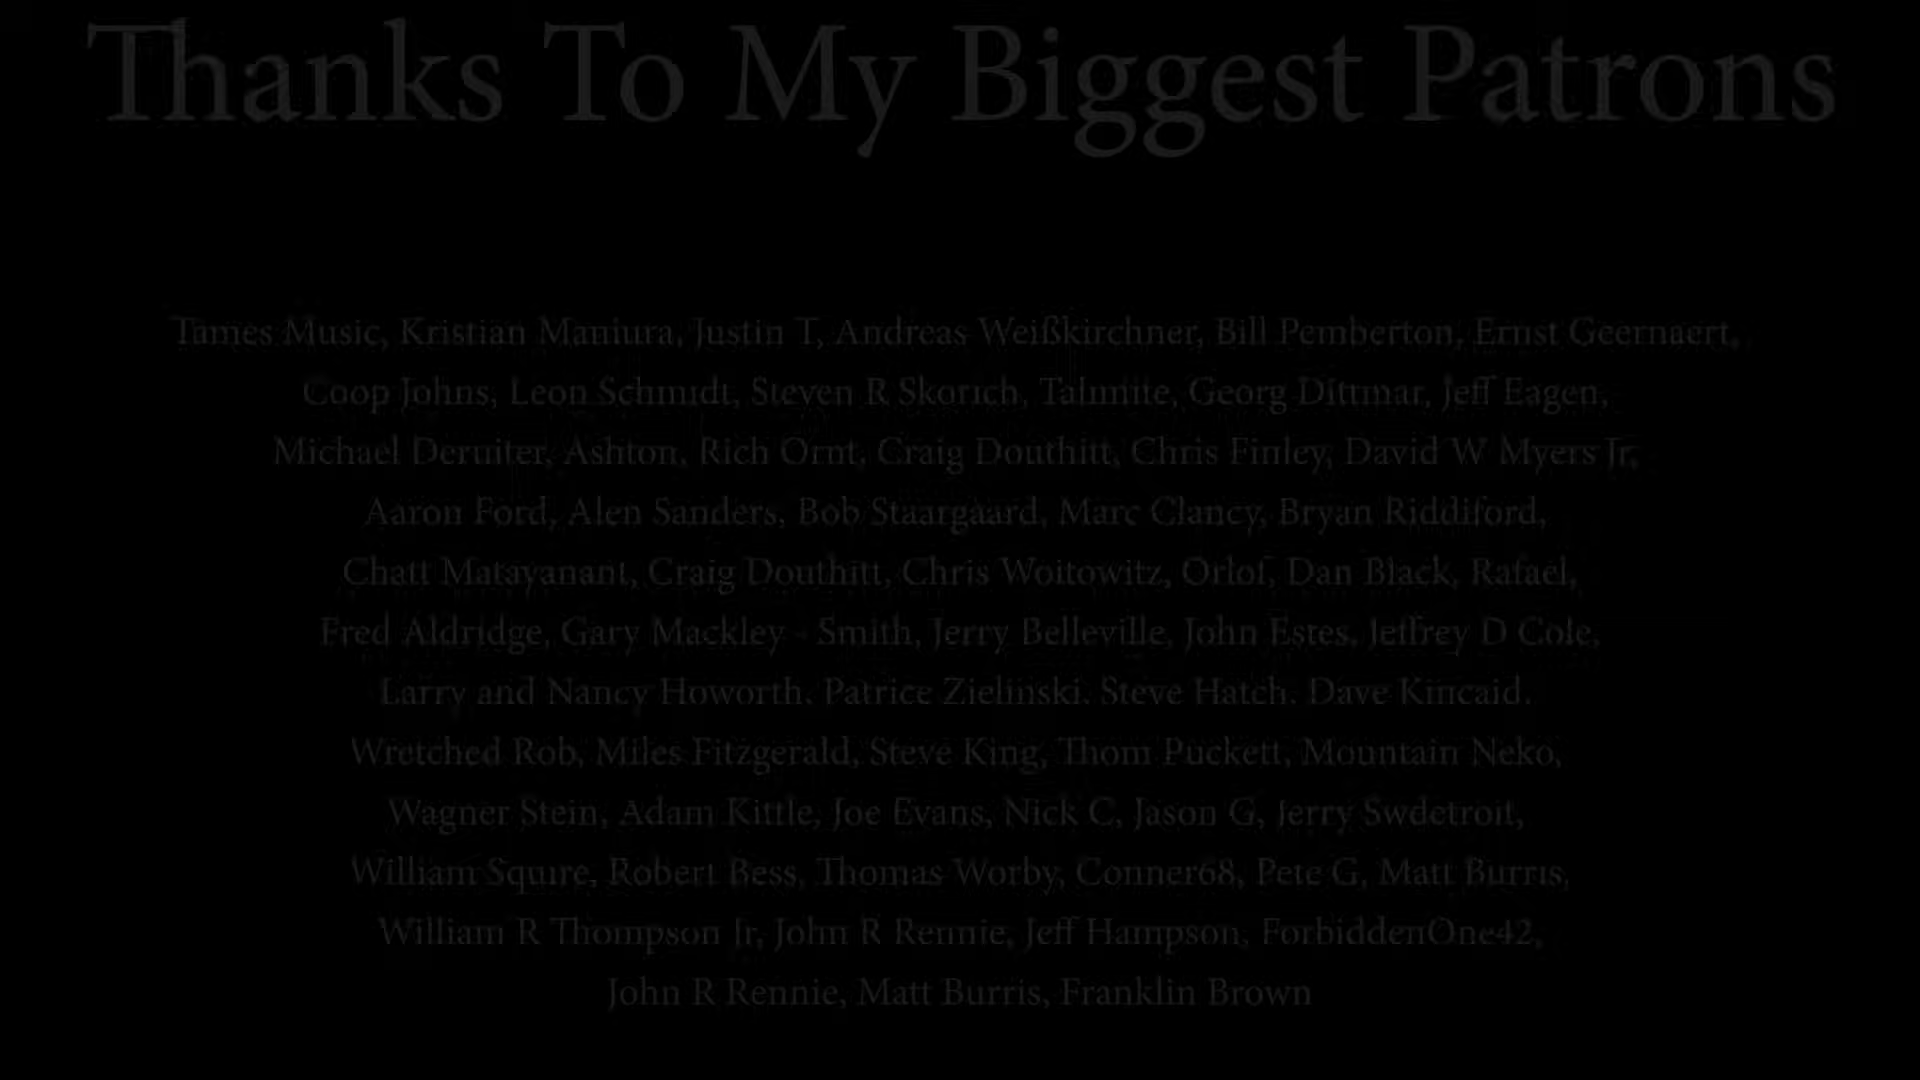 Thanks To My Biggest Patrons
Tames Music, Kristian Maniura, Justin T, Andreas Weißkirchner, Bill Pemberton, Ernst Geernaert,
Coop Johns, Leon Schmidt, Steven R Skorich, Talmite, Georg Dittmar, Jeff Eagen,
Michael Deruiter, Ashton, Rich Ornt, Craig Douthitt, Chris Finley, David W Myers Jr,
Aaron Ford, Alen Sanders, Bob Staargaard, Marc Clancy, Bryan Riddiford,
Chatt Matayanant, Craig Douthitt, Chris Woitowitz, Orlof, Dan Black, Rafael,
Fred Aldridge, Gary Mackley - Smith, Jerry Belleville, John Estes, Jeffrey D Cole,
Larry and Nancy Howorth, Patrice Zielinski, Steve Hatch, Dave Kincaid,
Wretched Rob, Miles Fitzgerald, Steve King, Thom Puckett, Mountain Neko,
Wagner Stein, Adam Kittle, Joe Evans, Nick C, Jason G, Jerry Swdetroit,
William Squire, Robert Bess, Thomas Worby, Conner68, Pete G, Matt Burris,
William R Thompson Jr, John R Rennie, Jeff Hampson, ForbiddenOne42,
John R Rennie, Matt Burris, Franklin Brown